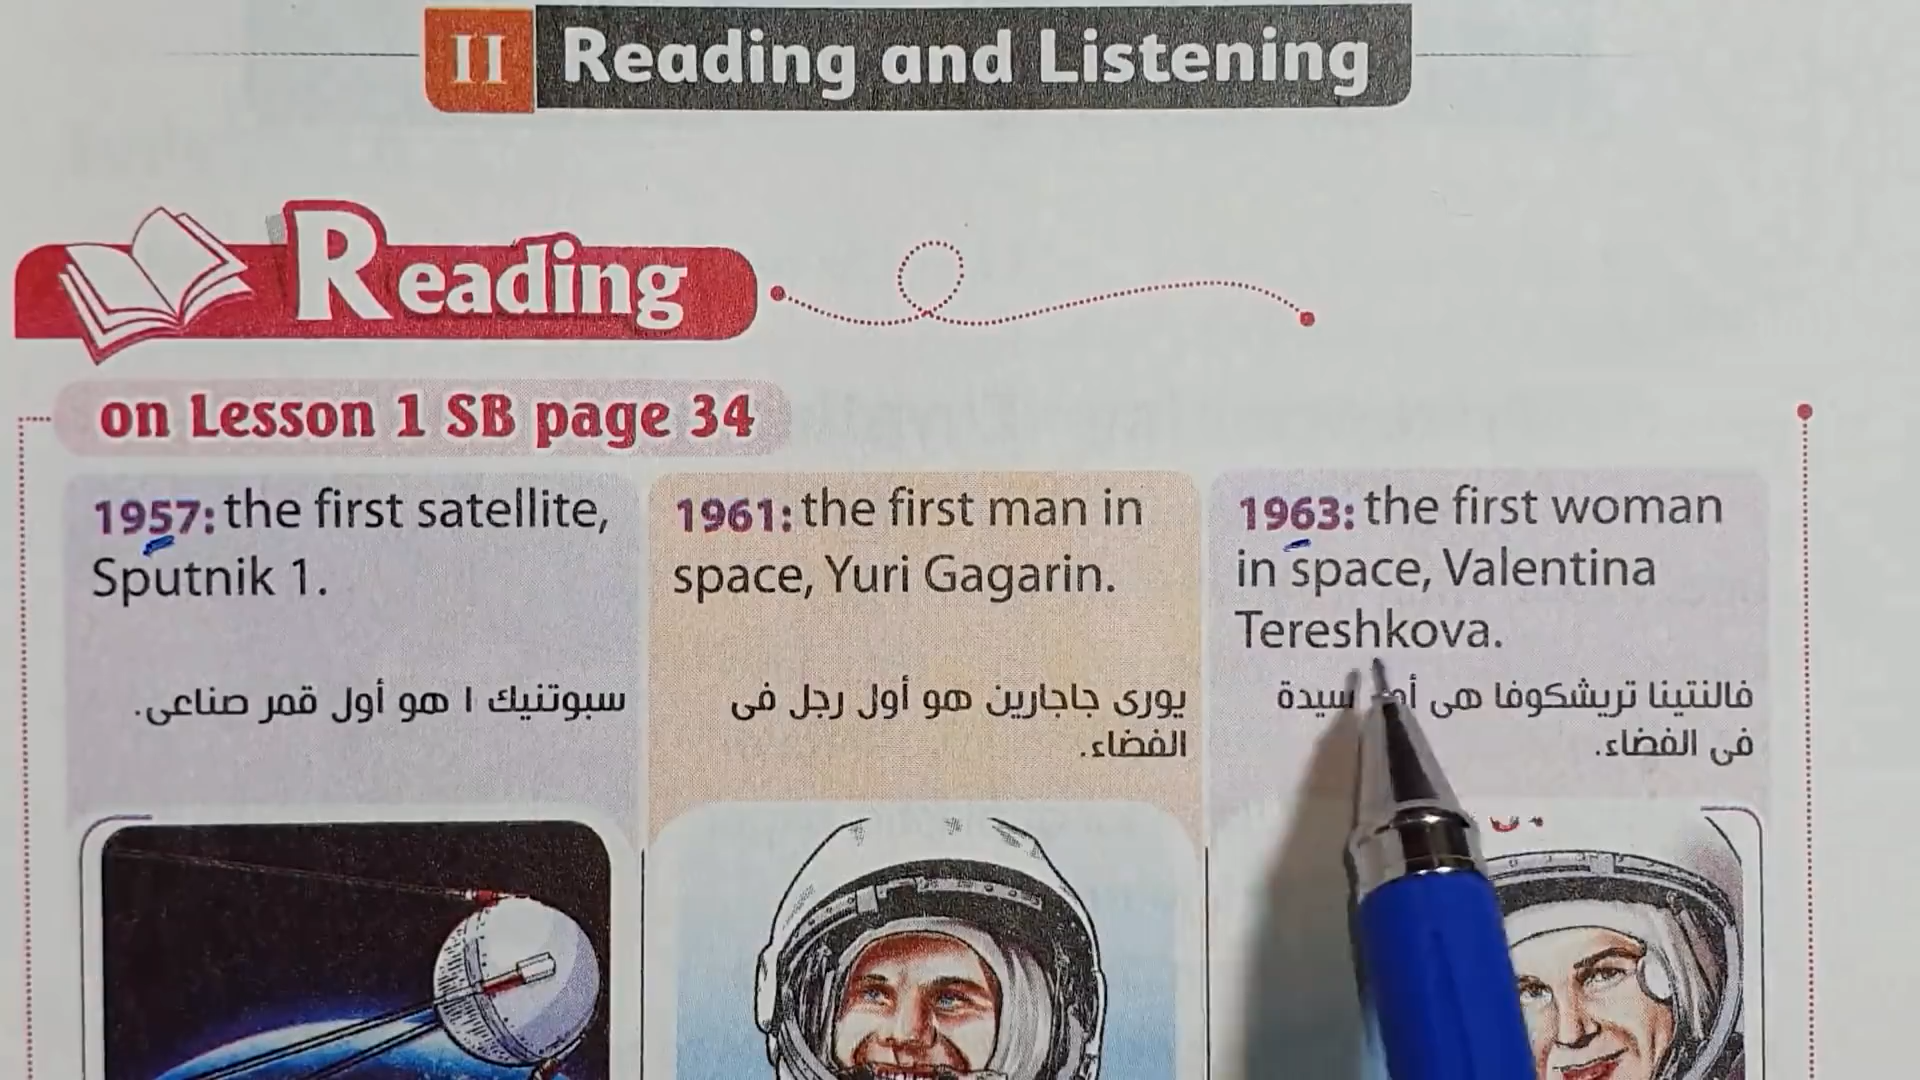 II Reading and Listening
Reading
on Lesson 1 SB page 34
1957: the first satellite,
Sputnik 1.
سبوتنيك ١ هو أول قمر صناعى.
1961: the first man in
space, Yuri Gagarin.
يورى جاجارين هو أول رجل فى
الفضاء.
1963: the first woman
in space, Valentina
Tereshkova.
فالنتينا تريشكوفا هى سيدة
فى الفضاء.